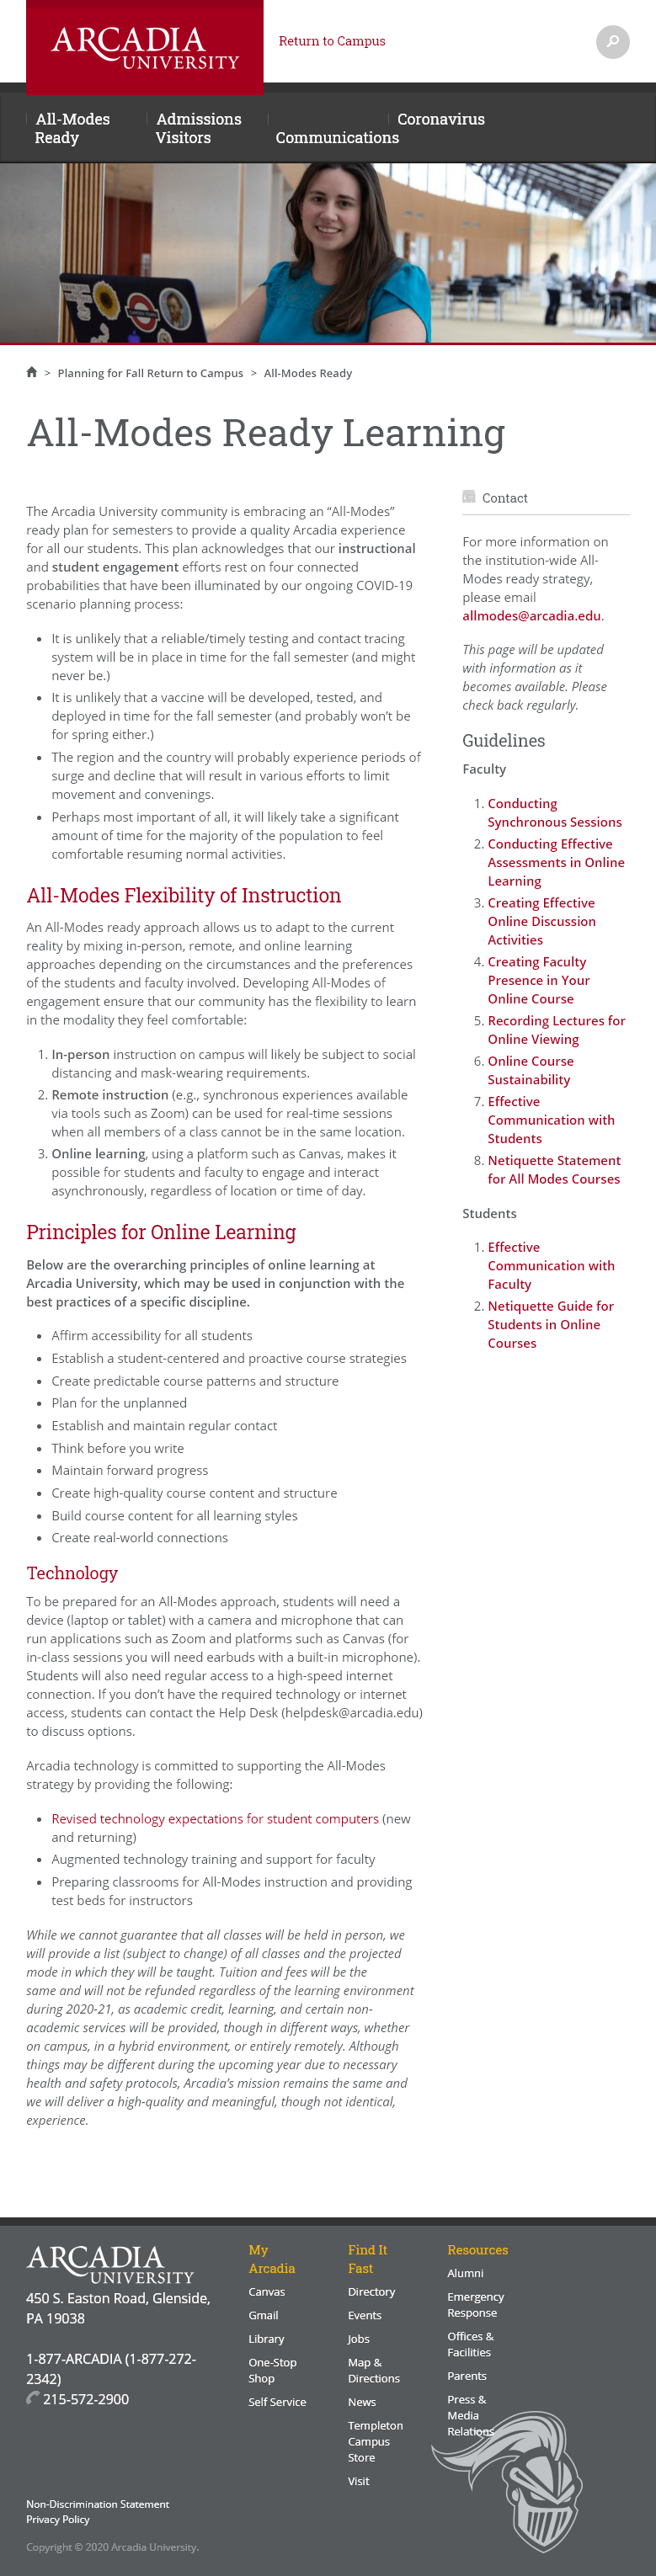 ARCADIA
UNIVERSITY
Return to Campus
All-Modes
Ready
Admissions
Visitors
Communications
Coronavirus
> Planning for Fall Return to Campus > All-Modes Ready
All-Modes Ready Learning
The Arcadia University community is embracing an “All-Modes”
ready plan for semesters to provide a quality Arcadia experience
for all our students. This plan acknowledges that our instructional
and student engagement efforts rest on four connected
probabilities that have been illuminated by our ongoing COVID-19
scenario planning process:
• It is unlikely that a reliable/timely testing and contact tracing
system will be in place in time for the fall semester (and might
never be.)
• It is unlikely that a vaccine will be developed, tested, and
deployed in time for the fall semester (and probably won’t be
for spring either.)
• The region and the country will probably experience periods of
surge and decline that will result in various efforts to limit
movement and convenings.
• Perhaps most important of all, it will likely take a significant
amount of time for the majority of the population to feel
comfortable resuming normal activities.
All-Modes Flexibility of Instruction
An All-Modes ready approach allows us to adapt to the current
reality by mixing in-person, remote, and online learning
approaches depending on the circumstances and the preferences
of the students and faculty involved. Developing All-Modes of
engagement ensure that our community has the flexibility to learn
in the modality they feel comfortable:
1. In-person instruction on campus will likely be subject to social
distancing and mask-wearing requirements.
2. Remote instruction (e.g., synchronous experiences available
via tools such as Zoom) can be used for real-time sessions
when all members of a class cannot be in the same location.
3. Online learning, using a platform such as Canvas, makes it
possible for students and faculty to engage and interact
asynchronously, regardless of location or time of day.
Principles for Online Learning
Below are the overarching principles of online learning at
Arcadia University, which may be used in conjunction with the
best practices of a specific discipline.
• Affirm accessibility for all students
• Establish a student-centered and proactive course strategies
• Create predictable course patterns and structure
• Plan for the unplanned
• Establish and maintain regular contact
• Think before you write
• Maintain forward progress
• Create high-quality course content and structure
• Build course content for all learning styles
• Create real-world connections
Technology
To be prepared for an All-Modes approach, students will need a
device (laptop or tablet) with a camera and microphone that can
run applications such as Zoom and platforms such as Canvas (for
in-class sessions you will need earbuds with a built-in microphone).
Students will also need regular access to a high-speed internet
connection. If you don’t have the required technology or internet
access, students can contact the Help Desk (helpdesk@arcadia.edu)
to discuss options.
Arcadia technology is committed to supporting the All-Modes
strategy by providing the following:
• Revised technology expectations for student computers (new
and returning)
• Augmented technology training and support for faculty
• Preparing classrooms for All-Modes instruction and providing
test beds for instructors
While we cannot guarantee that all classes will be held in person, we
will provide a list (subject to change) of all classes and the projected
mode in which they will be taught. Tuition and fees will be the
same and will not be refunded regardless of the learning environment
during 2020-21, as academic credit, learning, and certain non-
academic services will be provided, though in different ways, whether
on campus, in a hybrid environment, or entirely remotely. Although
things may be different during the upcoming year due to necessary
health and safety protocols, Arcadia’s mission remains the same and
we will deliver a high-quality and meaningful, though not identical,
experience.
Contact
For more information on
the institution-wide All-
Modes ready strategy,
please email
allmodes@arcadia.edu.
This page will be updated
with information as it
becomes available. Please
check back regularly.
Guidelines
Faculty
1. Conducting
Synchronous Sessions
2. Conducting Effective
Assessments in Online
Learning
3. Creating Effective
Online Discussion
Activities
4. Creating Faculty
Presence in Your
Online Course
5. Recording Lectures for
Online Viewing
6. Online Course
Sustainability
7. Effective
Communication with
Students
8. Netiquette Statement
for All Modes Courses
Students
1. Effective
Communication with
Faculty
2. Netiquette Guide for
Students in Online
Courses
ARCADIA
UNIVERSITY
450 S. Easton Road, Glenside,
PA 19038
1-877-ARCADIA (1-877-272-
2342)
215-572-2900
My
Arcadia
Canvas
Gmail
Library
One-Stop
Shop
Self Service
Find It
Fast
Directory
Events
Jobs
Map &
Directions
News
Templeton
Campus
Store
Visit
Resources
Alumni
Emergency
Response
Offices &
Facilities
Parents
Press &
Media
Relations
Non-Discrimination Statement
Privacy Policy
Copyright © 2020 Arcadia University.